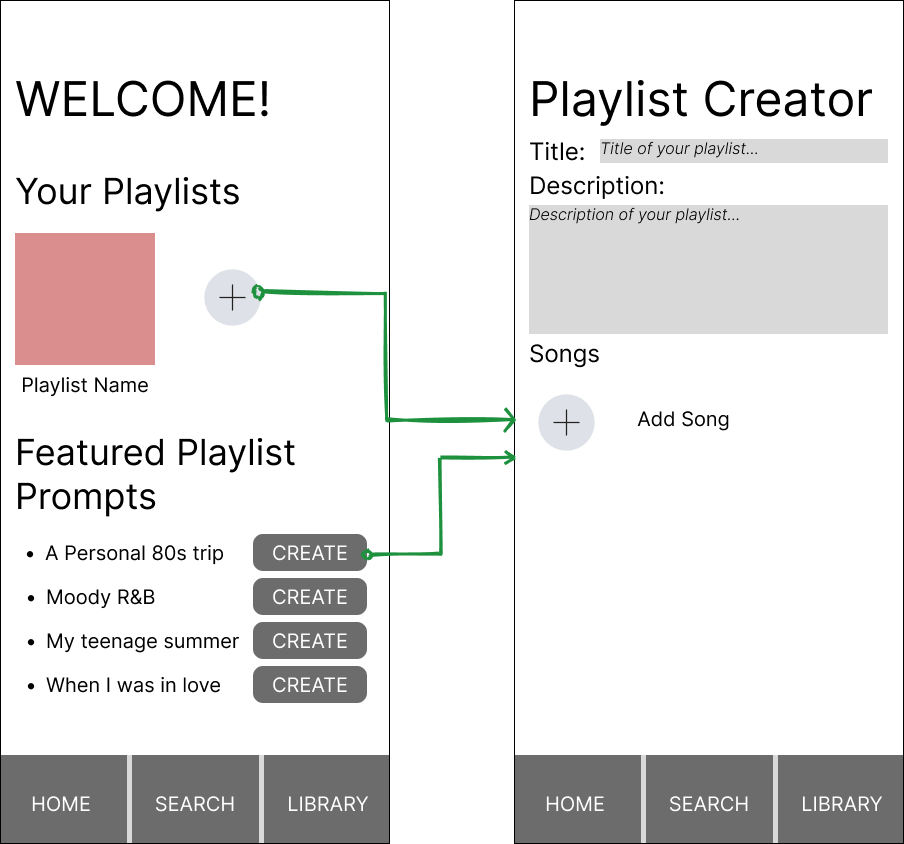 WELCOME!
Your Playlists
Playlist Name
Featured Playlist
Prompts
• A Personal 80s trip CREATE
• Moody R&B CREATE
• My teenage summer CREATE
• When I was in love CREATE
HOME SEARCH LIBRARY
Playlist Creator
Title: Title of your playlist...
Description:
Description of your playlist...
Songs
Add Song
HOME SEARCH LIBRARY